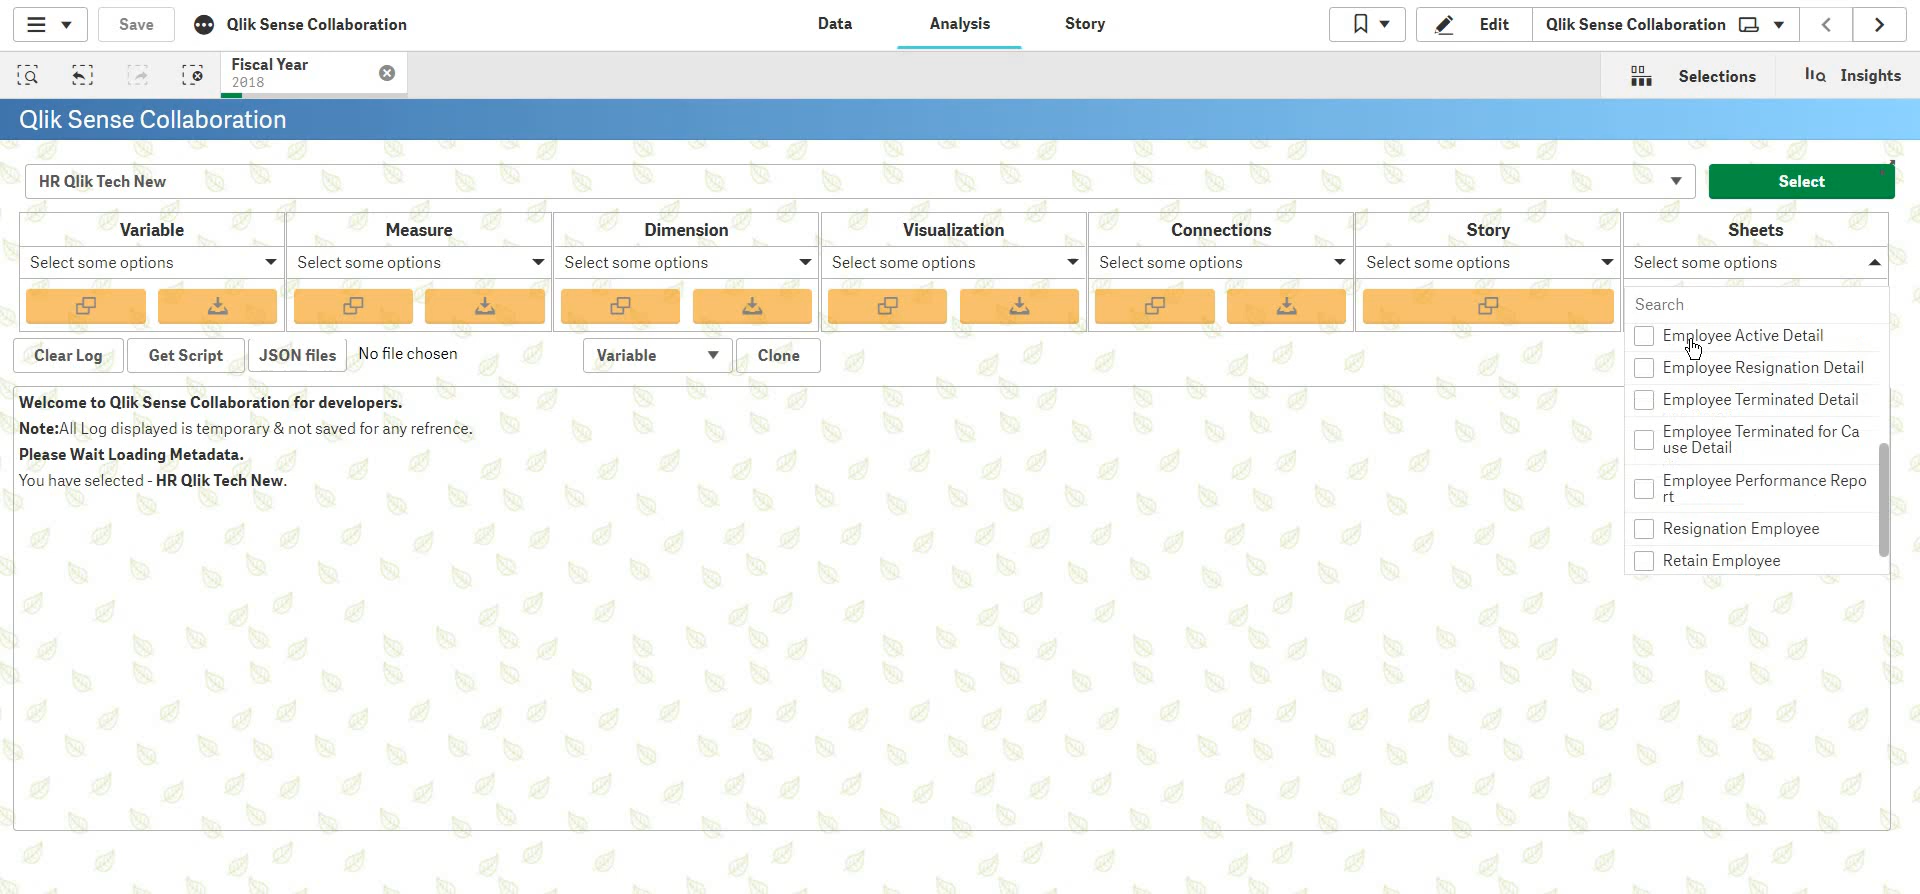 Save
Qlik Sense Collaboration
Data
Analysis
Story
Edit
Qlik Sense Collaboration
Fiscal Year
2018
Selections
Insights
Qlik Sense Collaboration
HR Qlik Tech New
Select
Variable
Measure
Dimension
Visualization
Connections
Story
Sheets
Select some options
Select some options
Select some options
Select some options
Select some options
Select some options
Select some options
Search
Employee Active Detail
Employee Resignation Detail
Employee Terminated Detail
Employee Terminated for Ca
use Detail
Employee Performance Repo
rt
Resignation Employee
Retain Employee
Clear Log
Get Script
JSON files
No file chosen
Variable
Clone
Welcome to Qlik Sense Collaboration for developers.
Note:All Log displayed is temporary & not saved for any refrence.
Please Wait Loading Metadata.
You have selected - HR Qlik Tech New.